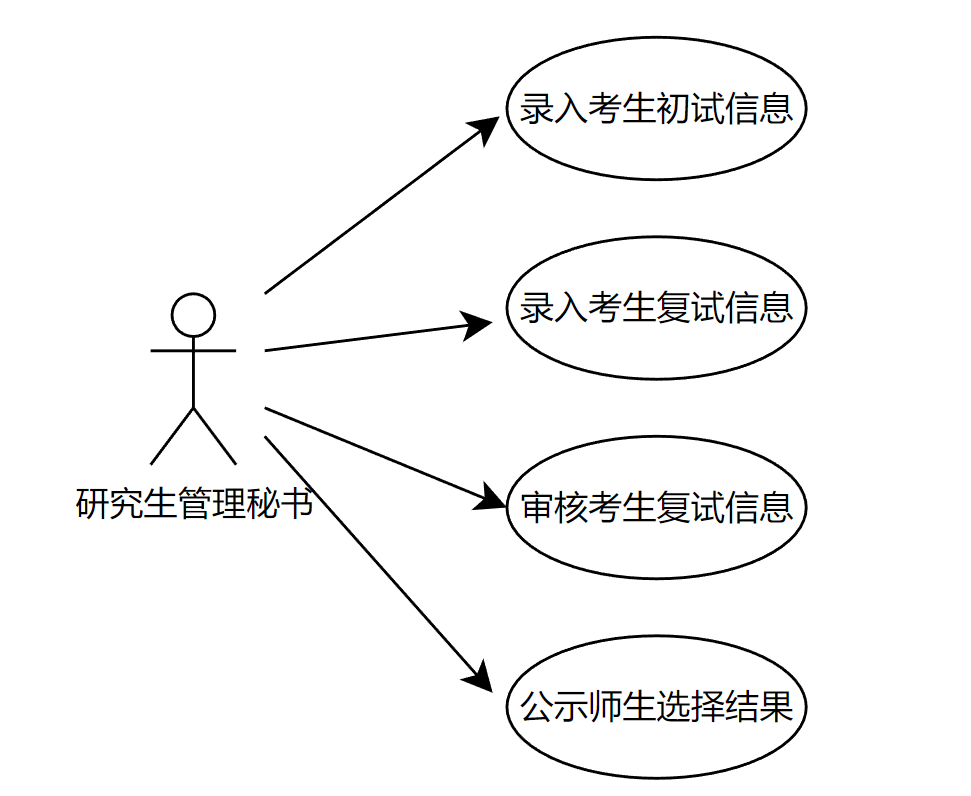 录入考生初试信息
录入考生复试信息
研究生管理秘书
审核考生复试信息
公示师生选择结果